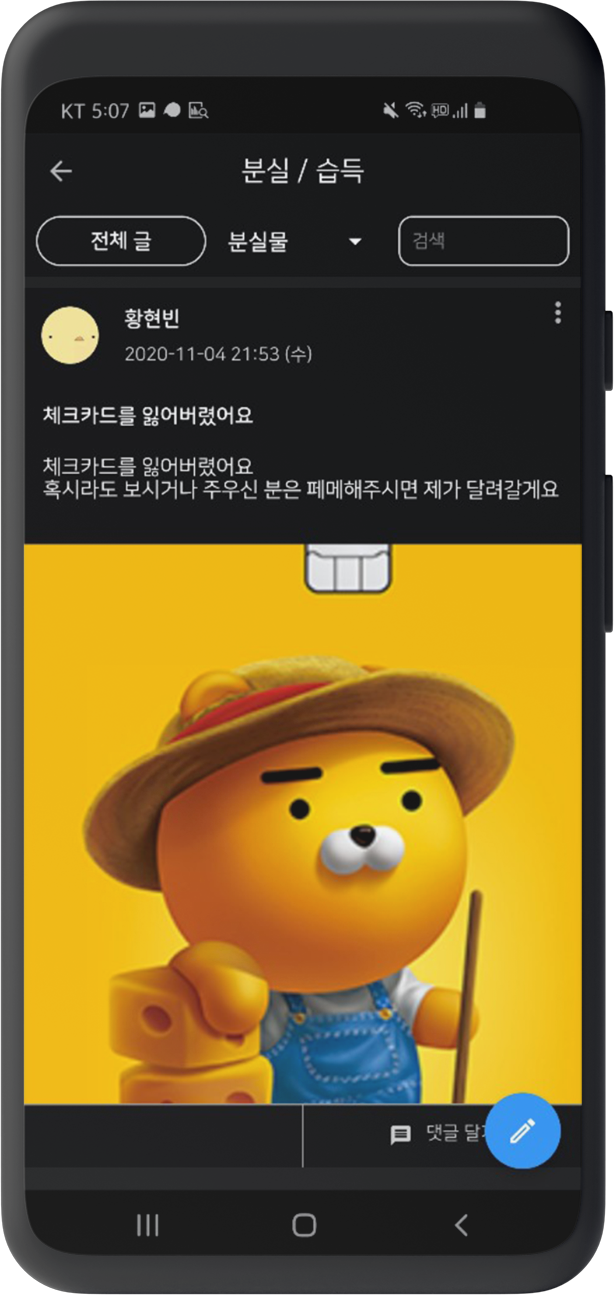 KT 5:07
HD
분실 / 습득
전체 글
분실물
검색
황현빈
2020-11-04 21:53 (수)
체크카드를 잃어버렸어요
체크카드를 잃어버렸어요
혹시라도 보시거나 주우신 분은 페메해주시면 제가 달려갈게요
댓글 달